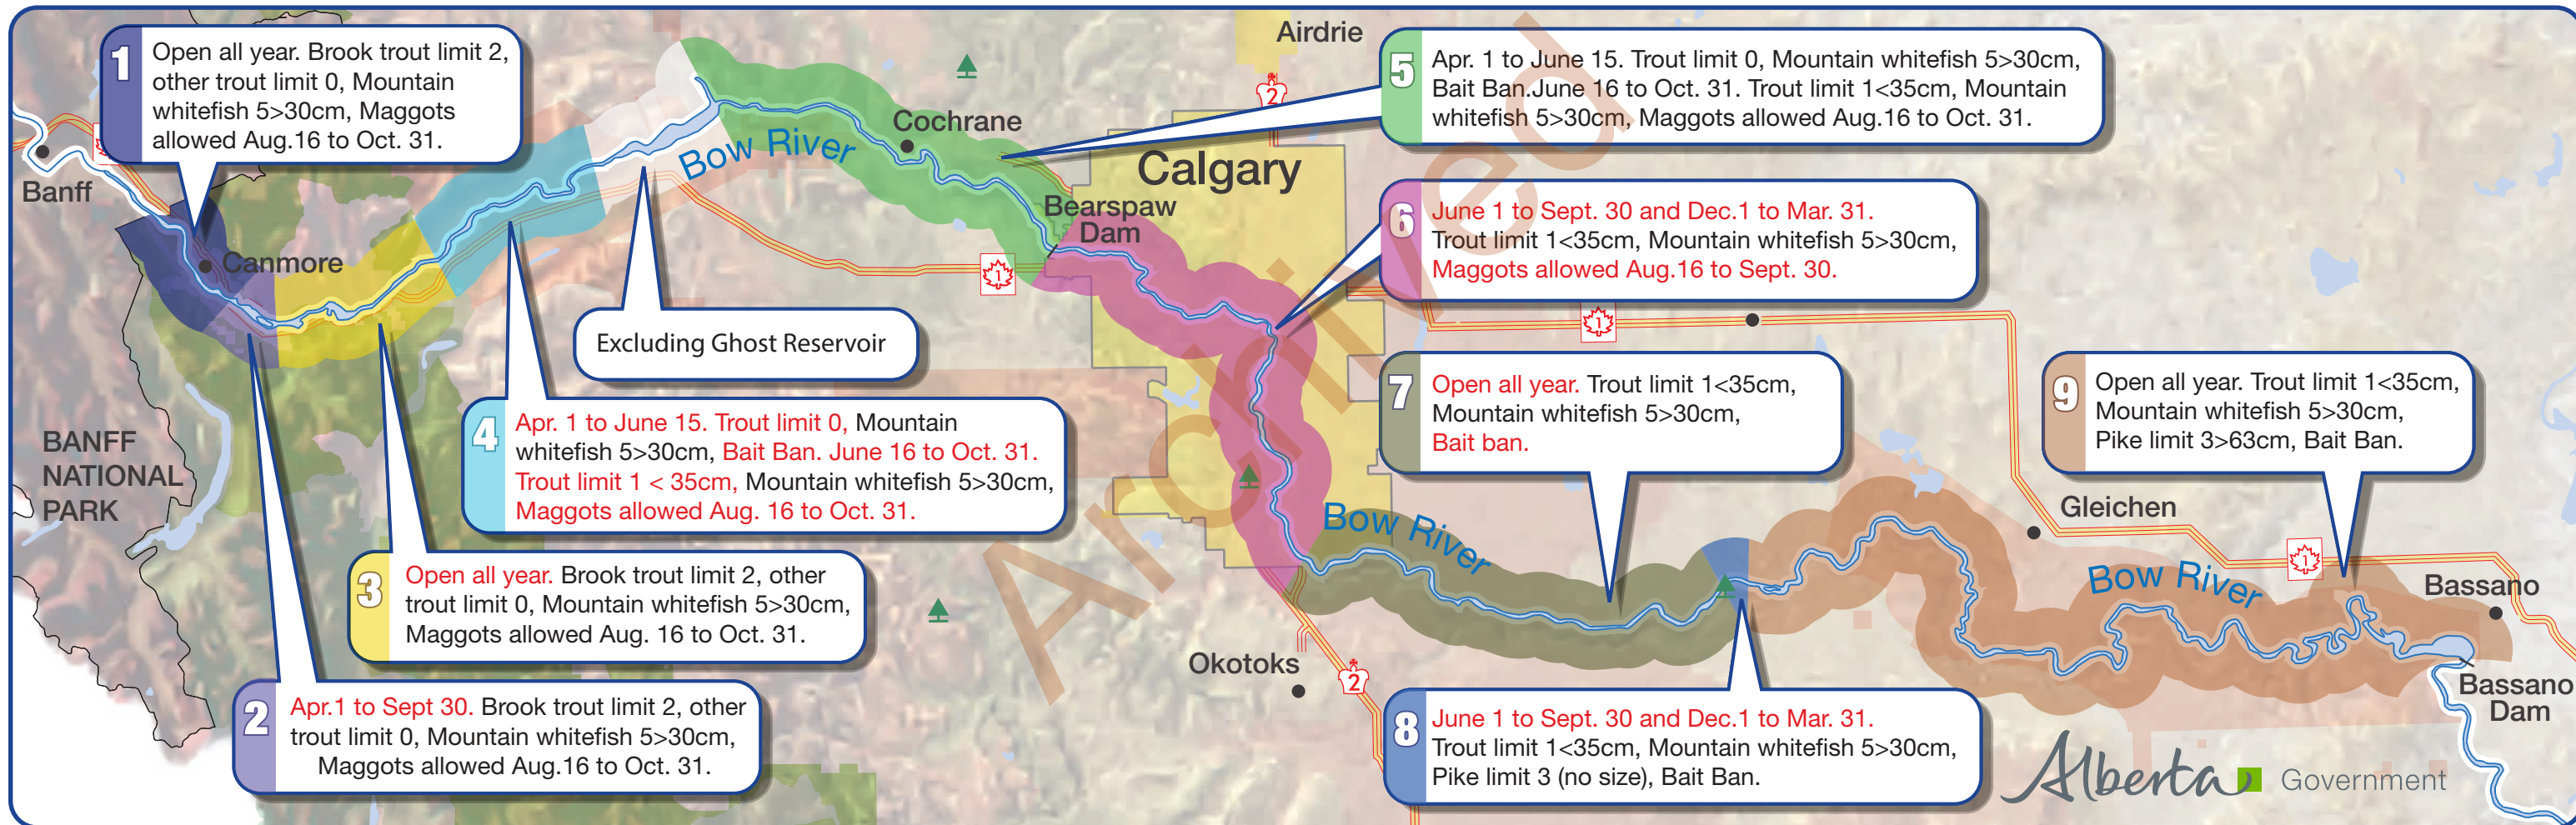 1
Open all year. Brook trout limit 2,
other trout limit 0, Mountain
whitefish 5>30cm, Maggots
allowed Aug.16 to Oct. 31.
Airdrie
2
5
Apr. 1 to June 15. Trout limit 0, Mountain whitefish 5>30cm,
Bait Ban.June 16 to Oct. 31. Trout limit 1<35cm, Mountain
whitefish 5>30cm, Maggots allowed Aug.16 to Oct. 31.
Cochrane
Bow River
Calgary
Banff
Bearspaw
Dam
6
June 1 to Sept. 30 and Dec.1 to Mar. 31.
Trout limit 1<35cm, Mountain whitefish 5>30cm,
Maggots allowed Aug.16 to Sept. 30.
Canmore
1
1
Excluding Ghost Reservoir
Archived
7
Open all year. Trout limit 1<35cm,
Mountain whitefish 5>30cm,
Bait ban.
9
Open all year. Trout limit 1<35cm,
Mountain whitefish 5>30cm,
Pike limit 3>63cm, Bait Ban.
BANFF
NATIONAL
PARK
4
Apr. 1 to June 15. Trout limit 0, Mountain
whitefish 5>30cm, Bait Ban. June 16 to Oct. 31.
Trout limit 1 < 35cm, Mountain whitefish 5>30cm,
Maggots allowed Aug. 16 to Oct. 31.
Bow River
Gleichen
1
Bow River
Bassano
3
Open all year. Brook trout limit 2, other
trout limit 0, Mountain whitefish 5>30cm,
Maggots allowed Aug. 16 to Oct. 31.
Okotoks
2
Bassano
Dam
2
Apr.1 to Sept 30. Brook trout limit 2, other
trout limit 0, Mountain whitefish 5>30cm,
Maggots allowed Aug.16 to Oct. 31.
8
June 1 to Sept. 30 and Dec.1 to Mar. 31.
Trout limit 1<35cm, Mountain whitefish 5>30cm,
Pike limit 3 (no size), Bait Ban.
Alberta Government